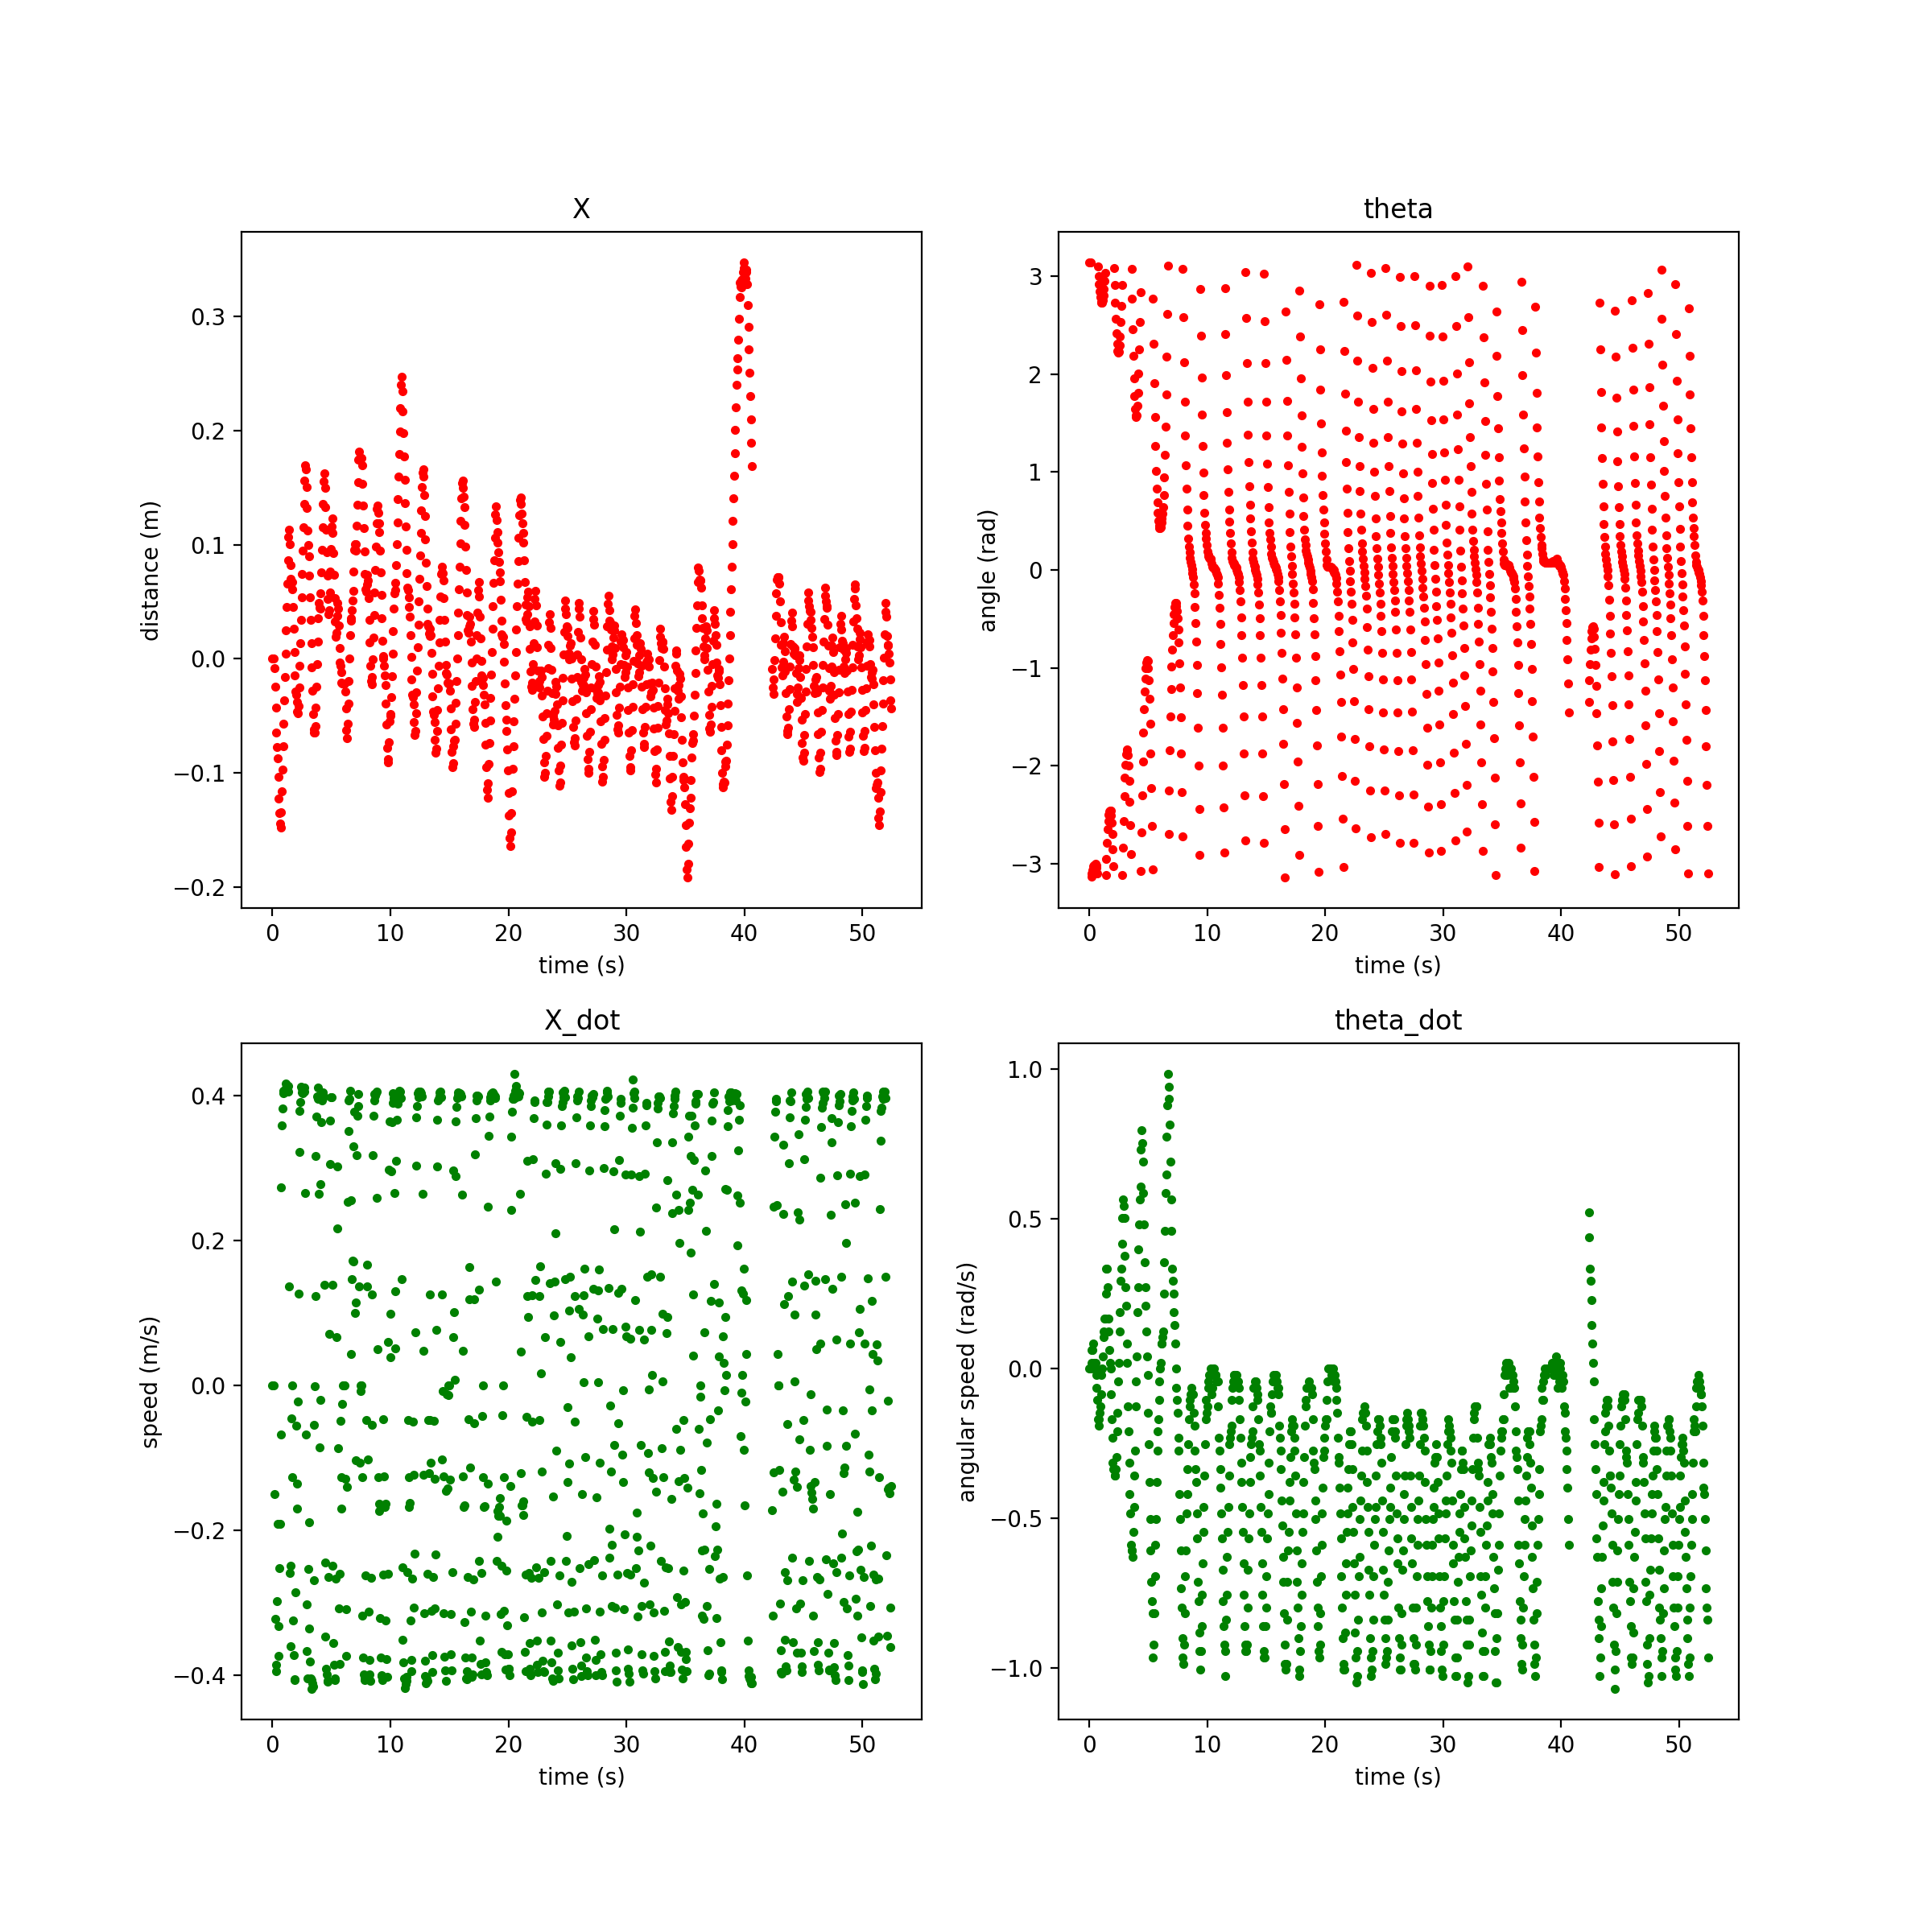 X
distance (m)
0.3
0.2
0.1
0.0
−0.1
−0.2
0 10 20 30 40 50
time (s)
theta
angle (rad)
3
2
1
0
−1
−2
−3
0 10 20 30 40 50
time (s)
X_dot
speed (m/s)
0.4
0.2
0.0
−0.2
−0.4
0 10 20 30 40 50
time (s)
theta_dot
angular speed (rad/s)
1.0
0.5
0.0
−0.5
−1.0
0 10 20 30 40 50
time (s)